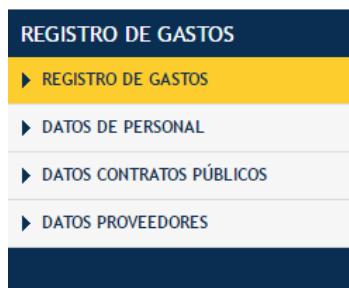 REGISTRO DE GASTOS
REGISTRO DE GASTOS
DATOS DE PERSONAL
DATOS CONTRATOS PÚBLICOS
DATOS PROVEEDORES